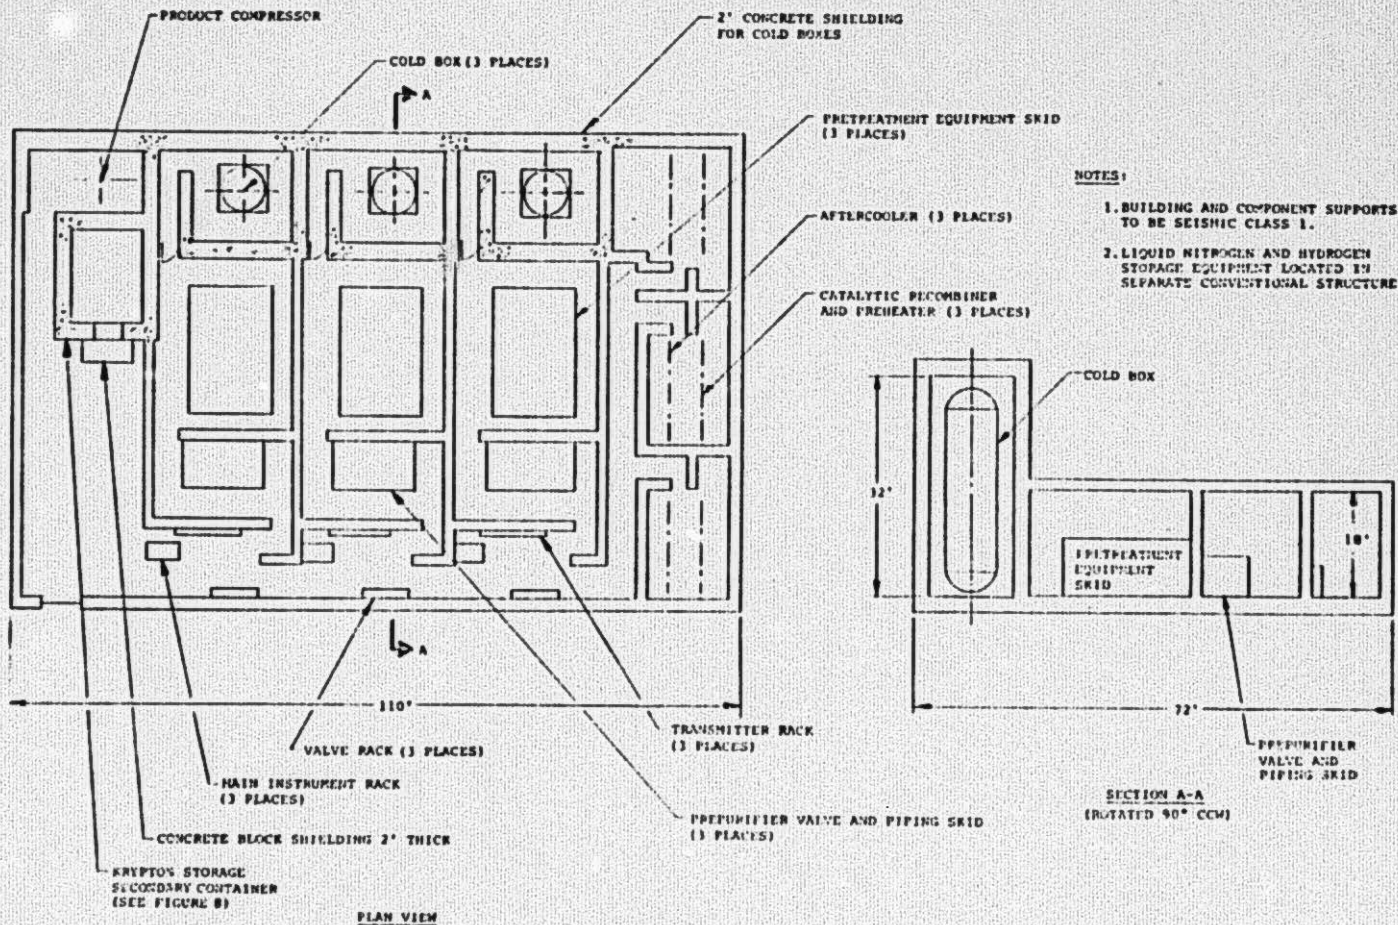 PRODUCT COMPRESSOR
2' CONCRETE SHIELDING
FOR COLD BOXES
COLD BOX (3 PLACES)
A
PRETREATMENT EQUIPMENT SKID
(3 PLACES)
NOTES:
1. BUILDING AND COMPONENT SUPPORTS
TO BE SEISMIC CLASS 1.
2. LIQUID NITROGEN AND HYDROGEN
STORAGE EQUIPMENT LOCATED IN
SEPARATE CONVENTIONAL STRUCTURE
AFTERCOOLER (3 PLACES)
CATALYTIC RECOMBINER
AND PREHEATER (3 PLACES)
COLD BOX
32'
18'
PRETREATMENT
EQUIPMENT
SKID
A
110'
72'
TRANSMITTER RACK
(3 PLACES)
VALVE RACK (3 PLACES)
MAIN INSTRUMENT RACK
(3 PLACES)
PREPURIFIER
VALVE AND
PIPING SKID
SECTION A-A
(ROTATED 90° CCW)
PREPURIFIER VALVE AND PIPING SKID
(3 PLACES)
CONCRETE BLOCK SHIELDING 2' THICK
KRYPTON STORAGE
SECONDARY CONTAINER
(SEE FIGURE 8)
PLAN VIEW